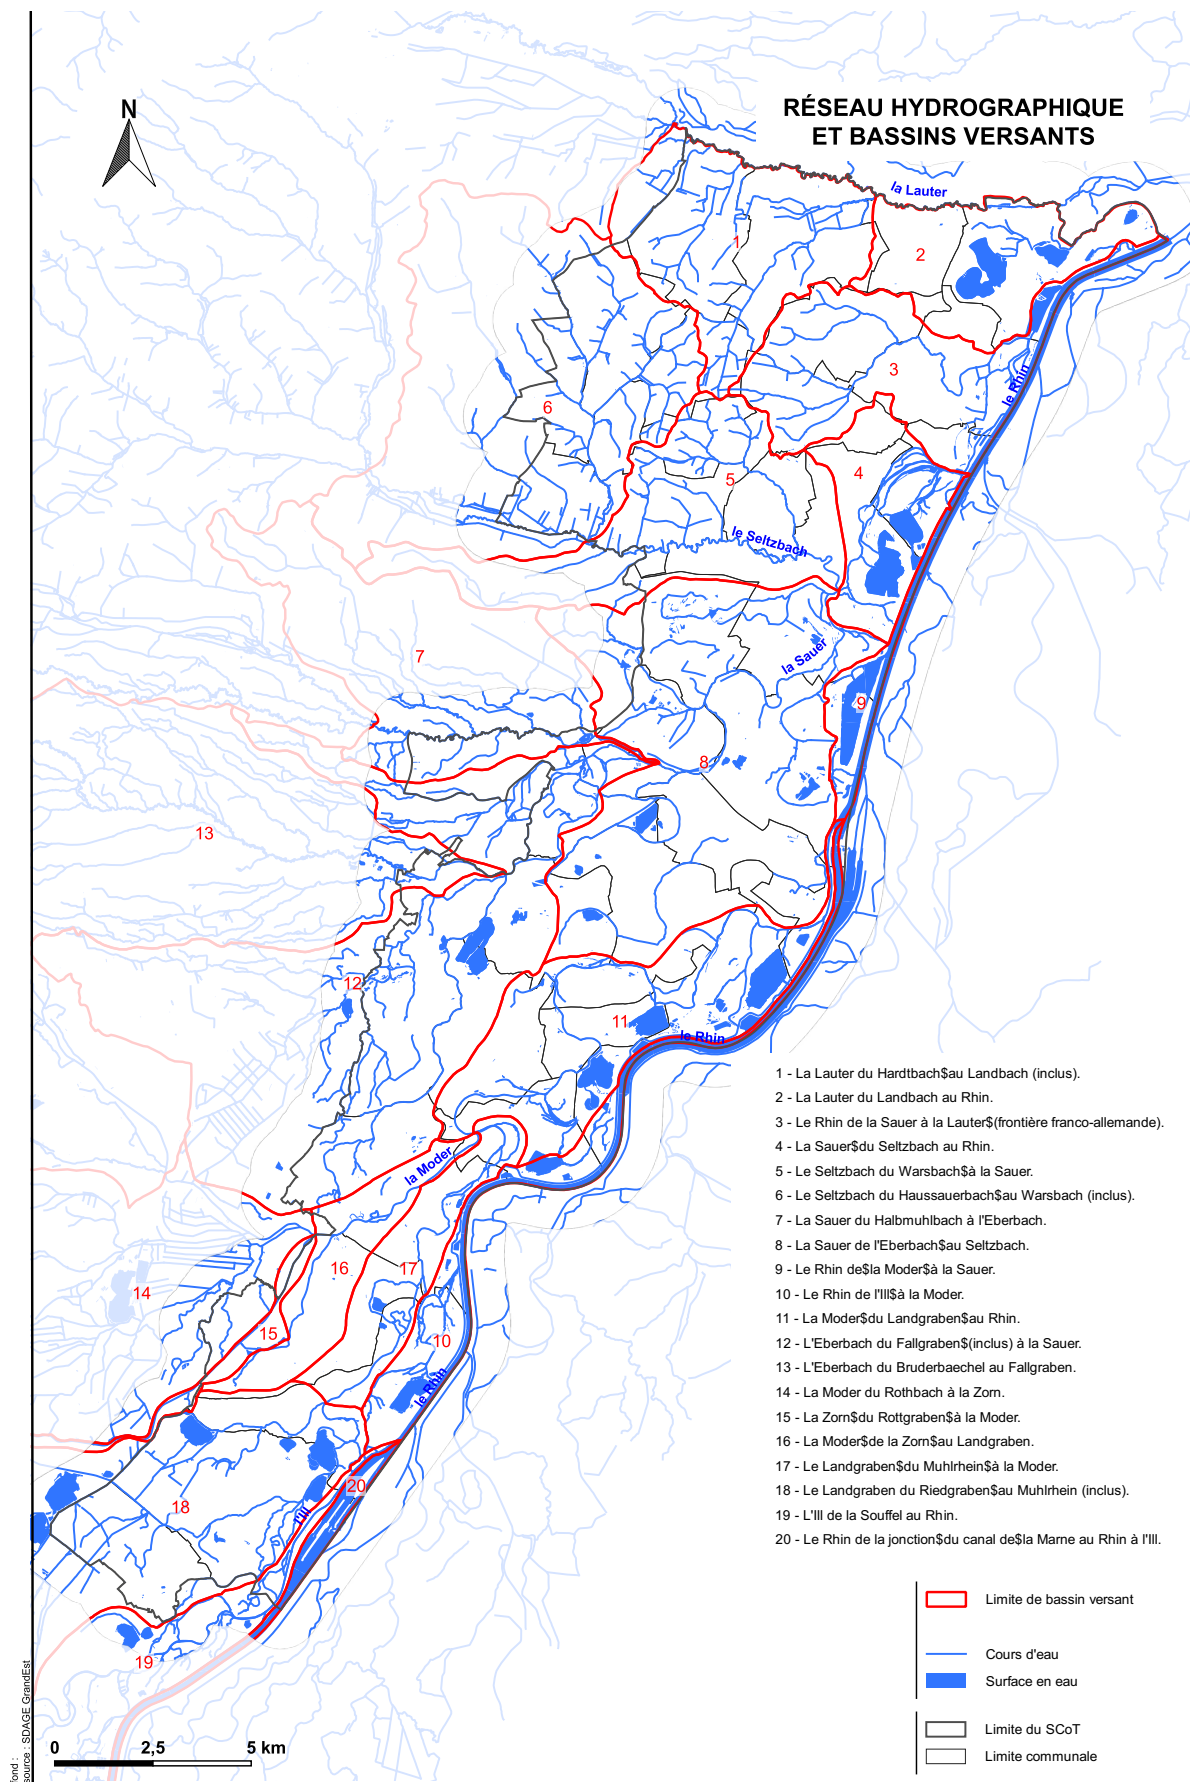 RÉSEAU HYDROGRAPHIQUE
ET BASSINS VERSANTS
N
la Lauter
1
2
3
le Rhin
6
4
5
le Seltzbach
7
la Sauer
9
8
13
12
11
le Rhin
la Moder
16
17
14
15
10
le Rhin
20
18
l'Ill
19
1 - La Lauter du Hardtbach$au Landbach (inclus).
2 - La Lauter du Landbach au Rhin.
3 - Le Rhin de la Sauer à la Lauter$(frontière franco-allemande).
4 - La Sauer$du Seltzbach au Rhin.
5 - Le Seltzbach du Warsbach$à la Sauer.
6 - Le Seltzbach du Haussauerbach$au Warsbach (inclus).
7 - La Sauer du Halbmuhlbach à l'Eberbach.
8 - La Sauer de l'Eberbach$au Seltzbach.
9 - Le Rhin de$la Moder$à la Sauer.
10 - Le Rhin de l'Ill$à la Moder.
11 - La Moder$du Landgraben$au Rhin.
12 - L'Eberbach du Fallgraben$(inclus) à la Sauer.
13 - L'Eberbach du Bruderbaechel au Fallgraben.
14 - La Moder du Rothbach à la Zorn.
15 - La Zorn$du Rottgraben$à la Moder.
16 - La Moder$de la Zorn$au Landgraben.
17 - Le Landgraben$du Muhlrhein$à la Moder.
18 - Le Landgraben du Riedgraben$au Muhlrhein (inclus).
19 - L'Ill de la Souffel au Rhin.
20 - Le Rhin de la jonction$du canal de$la Marne au Rhin à l'Ill.
Limite de bassin versant
Cours d'eau
Surface en eau
Limite du SCoT
Limite communale
0 2,5 5 km
fond :
source : SDAGE GrandEst